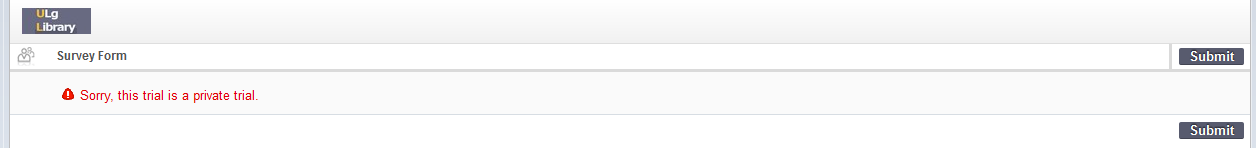 ULg
Library
Survey Form
Submit
Sorry, this trial is a private trial.
Submit